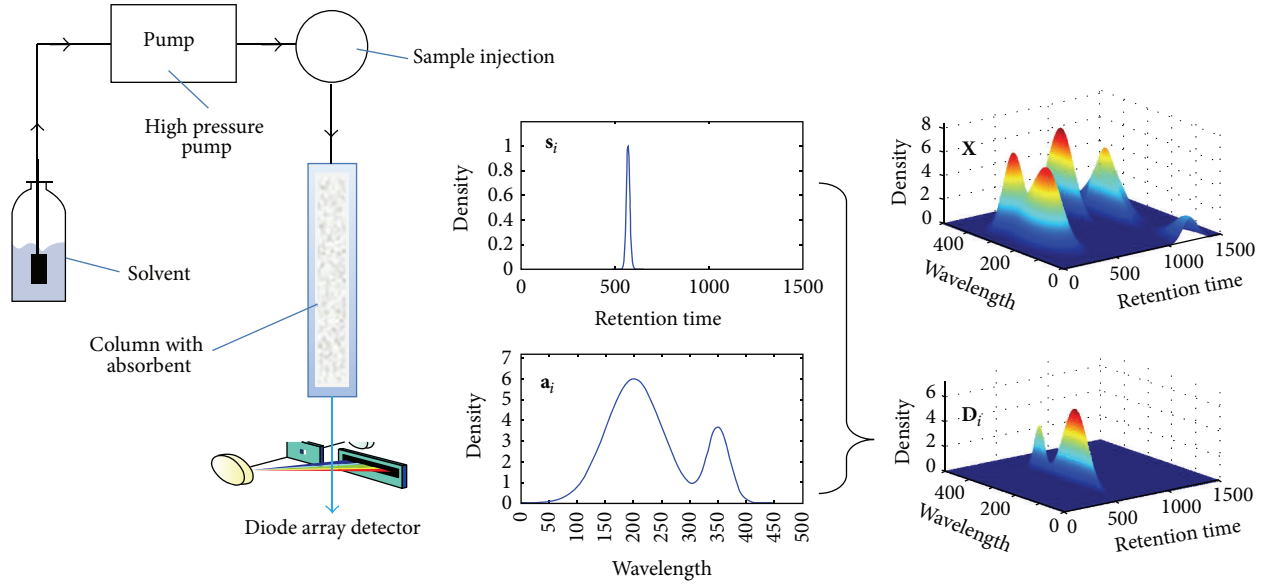 Pump
Sample injection
High pressure
pump
Solvent
Column with
absorbent
Diode array detector
s_i
Density
1
0.8
0.6
0.4
0.2
0
0 500 1000 1500
Retention time
a_i
Density
7
6
5
4
3
2
1
0
0 50 100 150 200 250 300 350 400 450 500
Wavelength
X
Density
8
6
4
2
0
400 200 0
Wavelength
0 500 1000 1500
Retention time
D_i
Density
6
4
2
0
400 200 0
Wavelength
0 500 1000 1500
Retention time